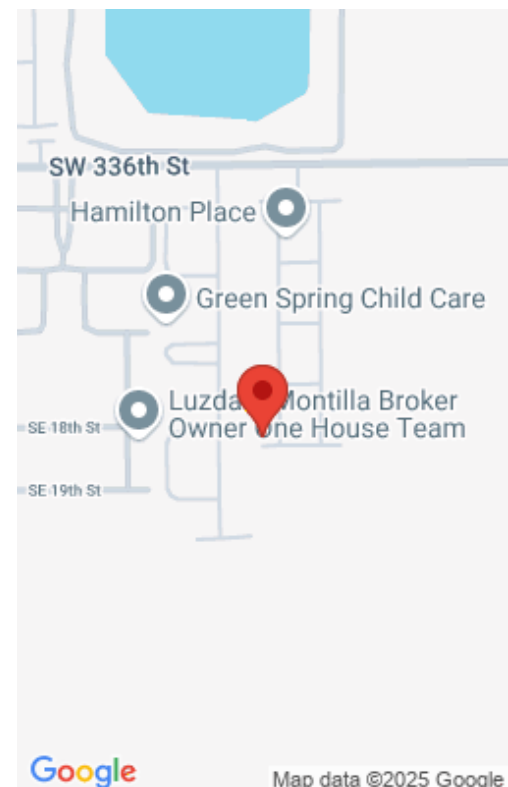 SW 336th St
Hamilton Place
Green Spring Child Care
Montilla Broker
Owner One House Team
SE 18th St
SE 19th St
Google
Map data ©2025 Google